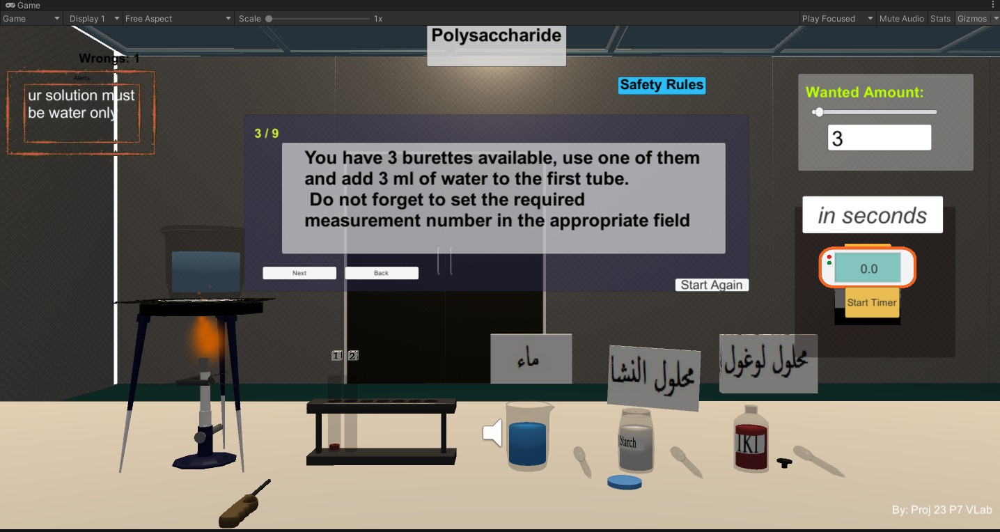 Game
Game Display 1 Free Aspect Scale 1x Play Focused Mute Audio Stats Gizmos
Polysaccharide
Wrongs: 1
Alerts
ur solution must
be water only
Safety Rules
Wanted Amount:
3
3 / 9
You have 3 burettes available, use one of them
and add 3 ml of water to the first tube.
Do not forget to set the required
measurement number in the appropriate field
Next
Back
Start Again
in seconds
0.0
Start Timer
1
2
ماء
محلول النشا
محلول لوغول
Starch
IKI
By: Proj 23 P7 VLab